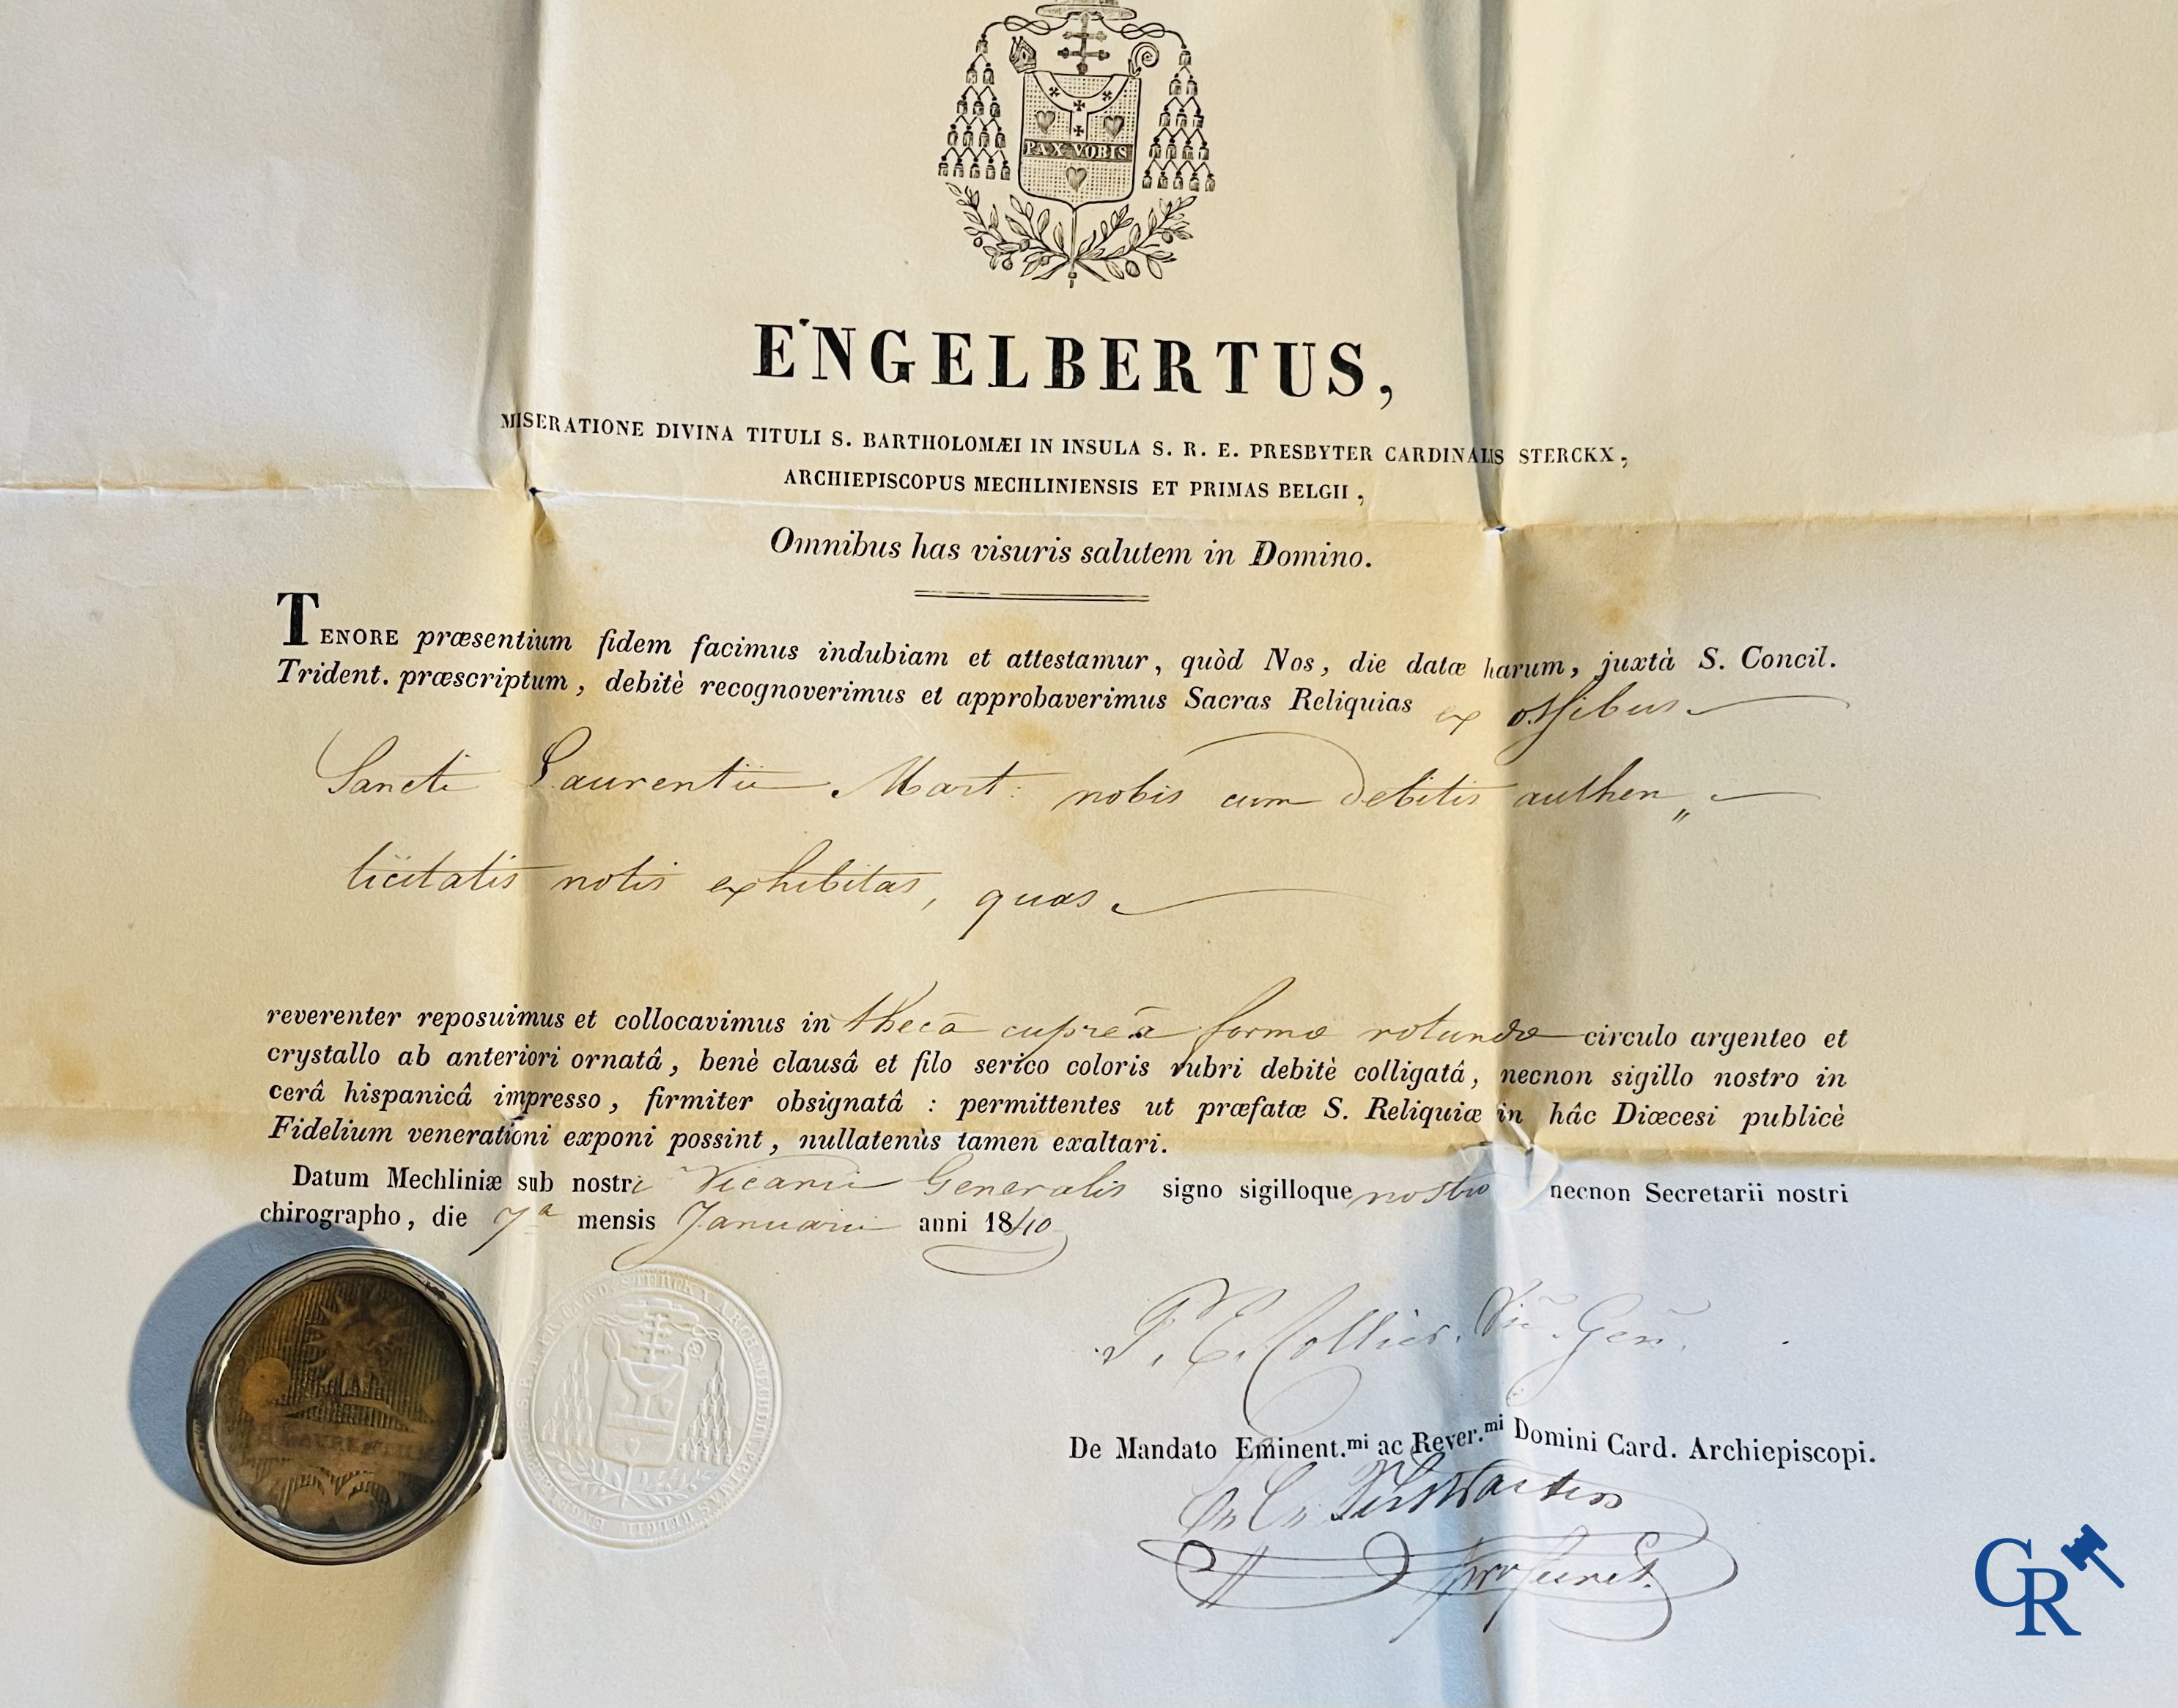 PAX VOBIS
ENGELBERTUS,
MISERATIONE DIVINA TITULI S. BARTHOLOMÆI IN INSULA S. R. E. PRESBYTER CARDINALIS STERCKX,
ARCHIEPISCOPUS MECHLINIENSIS ET PRIMAS BELGII,
Omnibus has visuris salutem in Domino.
TENORE præsentium fidem facimus indubiam et attestamur, quòd Nos, die datæ harum, juxtà S. Concil.
Trident. præscriptum, debitè recognoverimus et approbaverimus Sacras Reliquias ex ossibus
Sancti Laurentii Mart: nobis cum debitis authen„
ticitatis notis exhibitas, quas
reverenter reposuimus et collocavimus in thecâ cupreâ formæ rotundæ circulo argenteo et
crystallo ab anteriori ornatâ, benè clausâ et filo serico coloris rubri debitè colligatâ, necnon sigillo nostro in
cerâ hispanicâ impresso, firmiter obsignatâ : permittentes ut præfatæ S. Reliquiæ in hâc Diœcesi publicè
Fidelium venerationi exponi possint, nullatenùs tamen exaltari.
Datum Mechliniæ sub nostri Vicarii Generalis signo sigilloque nostro necnon Secretarii nostri
chirographo, die 7ª mensis Januarii anni 1840
Vic. Gen.
De Mandato Eminent.mi ac Rever.mi Domini Card. Archiepiscopi.
GR